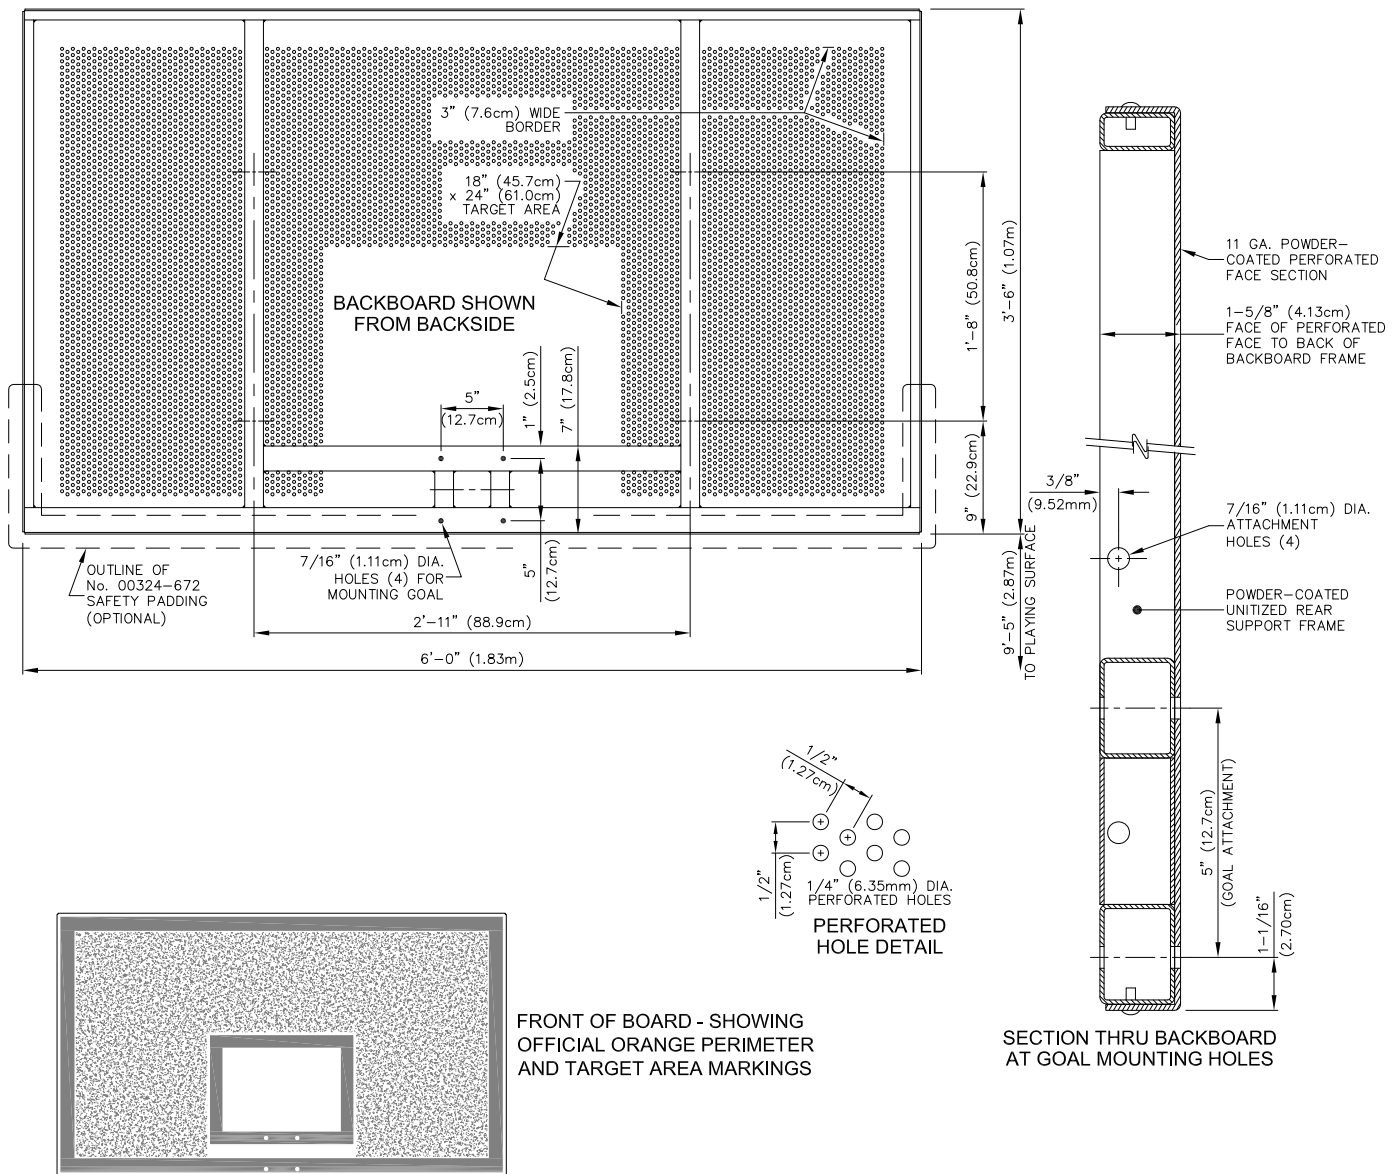 3" (7.6cm) WIDE
BORDER
18" (45.7cm)
x 24" (61.0cm)
TARGET AREA
BACKBOARD SHOWN
FROM BACKSIDE
5"
(12.7cm)
1" (2.5cm)
7" (17.8cm)
1'-8" (50.8cm)
9" (22.9cm)
3'-6" (1.07m)
9'-5" (2.87m)
TO PLAYING SURFACE
OUTLINE OF
No. 00324-672
SAFETY PADDING
(OPTIONAL)
7/16" (1.11cm) DIA.
HOLES (4) FOR
MOUNTING GOAL
5"
(12.7cm)
2'-11" (88.9cm)
6'-0" (1.83m)
11 GA. POWDER-
COATED PERFORATED
FACE SECTION
1-5/8" (4.13cm)
FACE OF PERFORATED
FACE TO BACK OF
BACKBOARD FRAME
3/8"
(9.52mm)
7/16" (1.11cm) DIA.
ATTACHMENT
HOLES (4)
POWDER-COATED
UNITIZED REAR
SUPPORT FRAME
5" (12.7cm)
(GOAL ATTACHMENT)
1-1/16"
(2.70cm)
SECTION THRU BACKBOARD
AT GOAL MOUNTING HOLES
1/2"
(1.27cm)
1/2"
(1.27cm)
1/4" (6.35mm) DIA.
PERFORATED HOLES
PERFORATED
HOLE DETAIL
FRONT OF BOARD - SHOWING
OFFICIAL ORANGE PERIMETER
AND TARGET AREA MARKINGS